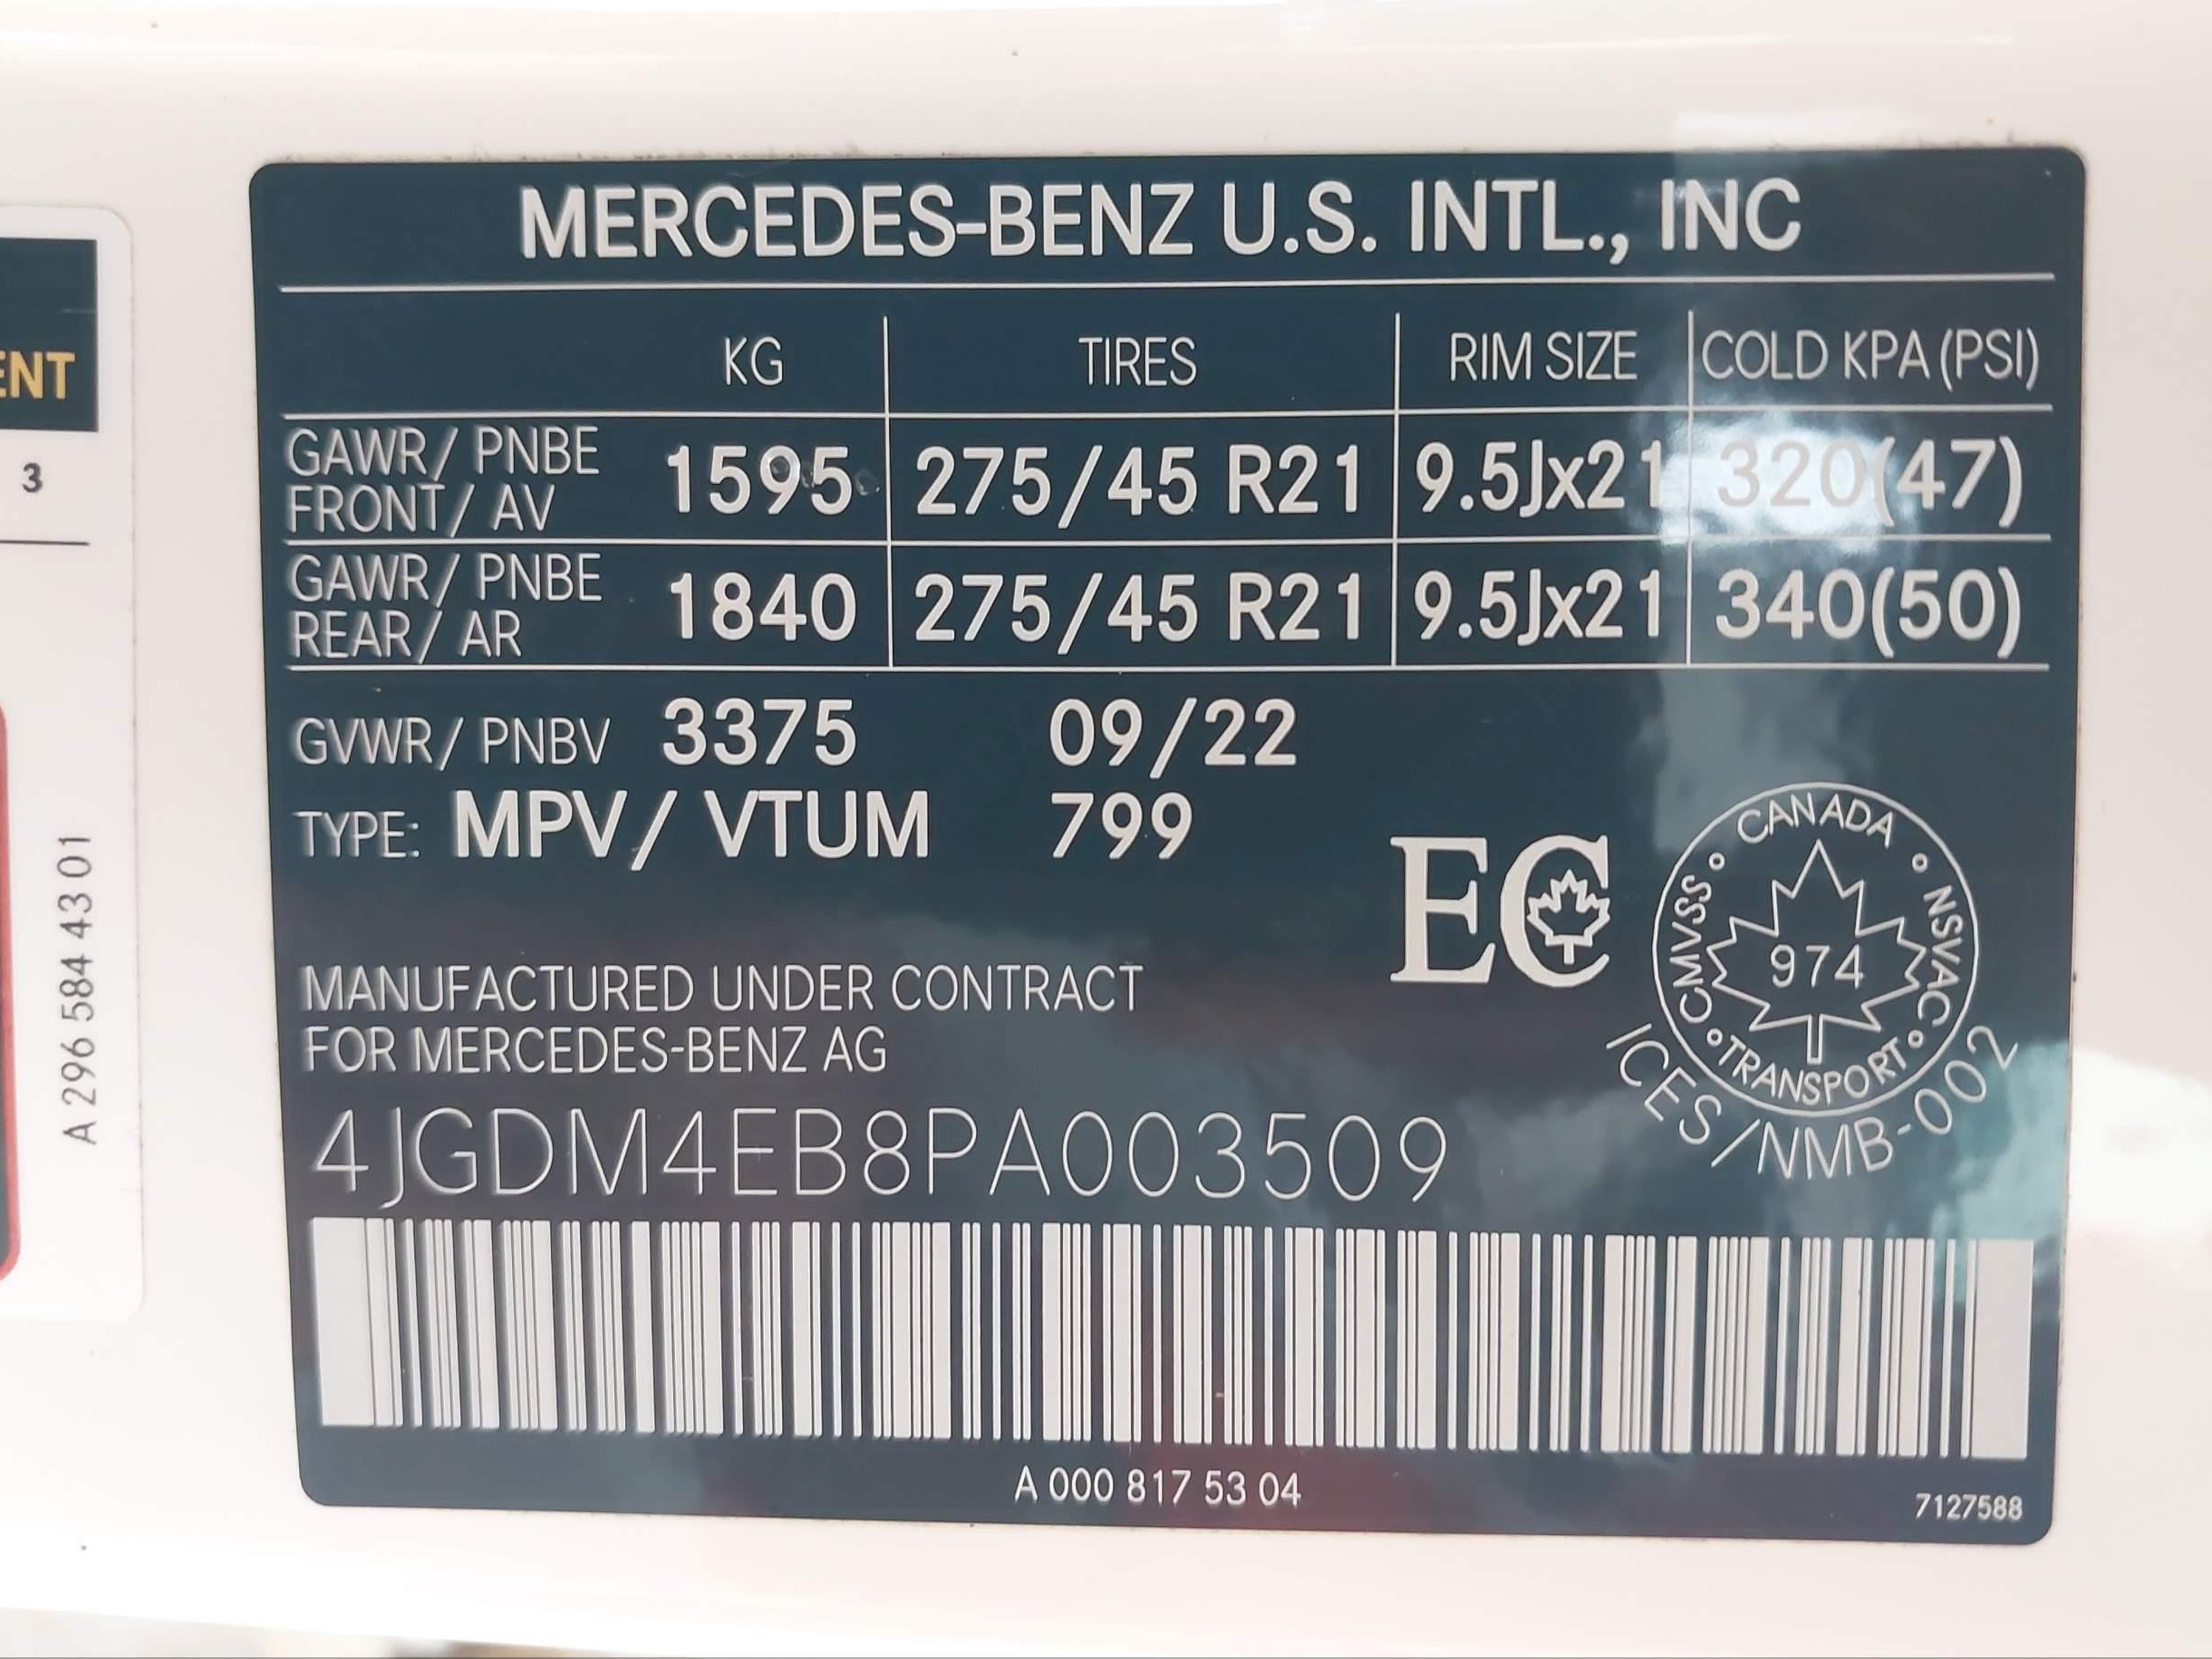 MERCEDES-BENZ U.S. INTL., INC
KG TIRES RIM SIZE COLD KPA (PSI)
GAWR/ PNBE FRONT/ AV 1595 275/45 R21 9.5Jx21 320(47)
GAWR/ PNBE REAR/ AR 1840 275/45 R21 9.5Jx21 340(50)
GVWR/ PNBV 3375 09/22
TYPE: MPV/ VTUM 799
EC
CANADA
CMVSS NSVAC
974
TRANSPORT
ICES/NMB-002
MANUFACTURED UNDER CONTRACT
FOR MERCEDES-BENZ AG
4JGDM4EB8PA003509
A 000 817 53 04
7127588
ENT
3
A 296 584 43 01